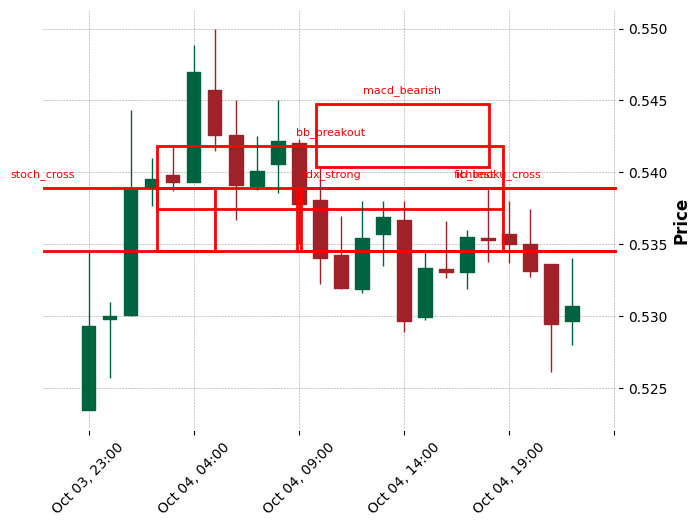 0.550
macd_bearish
0.545
bb_breakout
stoch_cross
adx_strong
0.540
Price
0.535
0.530
0.525
Oct 03, 23:00
Oct 04, 04:00
Oct 04, 09:00
Oct 04, 14:00
Oct 04, 19:00